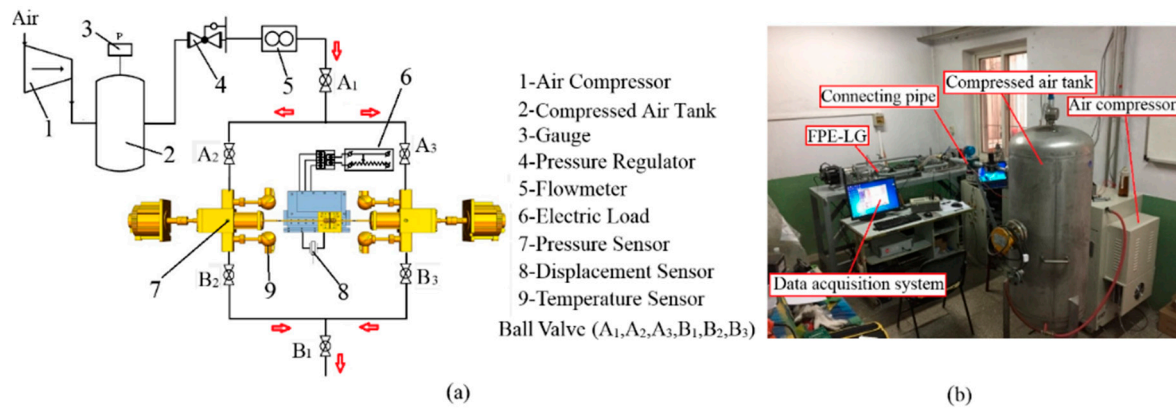 Air
3
P
1
2
4
5
A1
6
A2
A3
7
B2
9
8
B3
B1
1-Air Compressor
2-Compressed Air Tank
3-Gauge
4-Pressure Regulator
5-Flowmeter
6-Electric Load
7-Pressure Sensor
8-Displacement Sensor
9-Temperature Sensor
Ball Valve (A1,A2,A3,B1,B2,B3)
(a)
Compressed air tank
Connecting pipe
Air compressor
FPE-LG
Data acquisition system
(b)